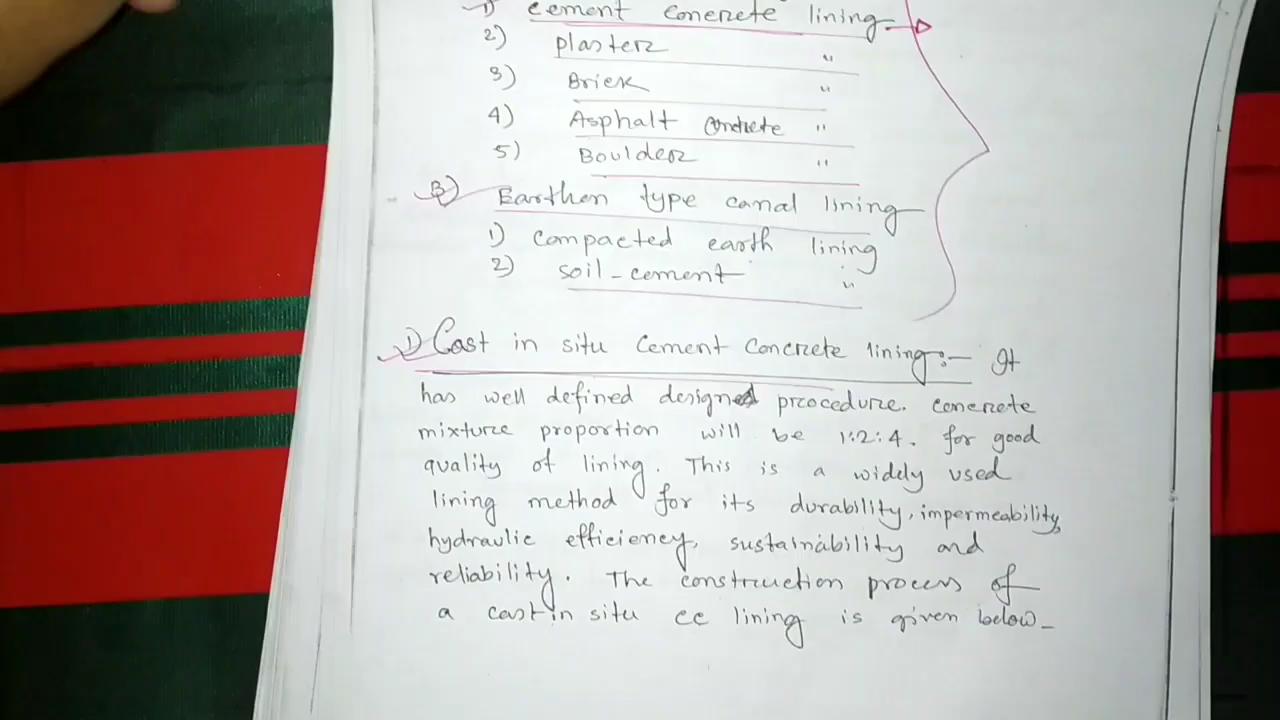 1) Cement Concrete lining
2) plaster "
3) Brick "
4) Asphalt Concrete "
5) Boulder "
B) Earthen type canal lining
1) compacted earth lining
2) soil-cement "
1) Cast in situ Cement Concrete lining:- It
has well defined designed procedure. Concrete
mixture proportion will be 1:2:4. for good
quality of lining. This is a widely used
lining method for its durability, impermeability,
hydraulic efficiency, sustainability and
reliability. The construction process of
a cast in situ cc lining is given below-